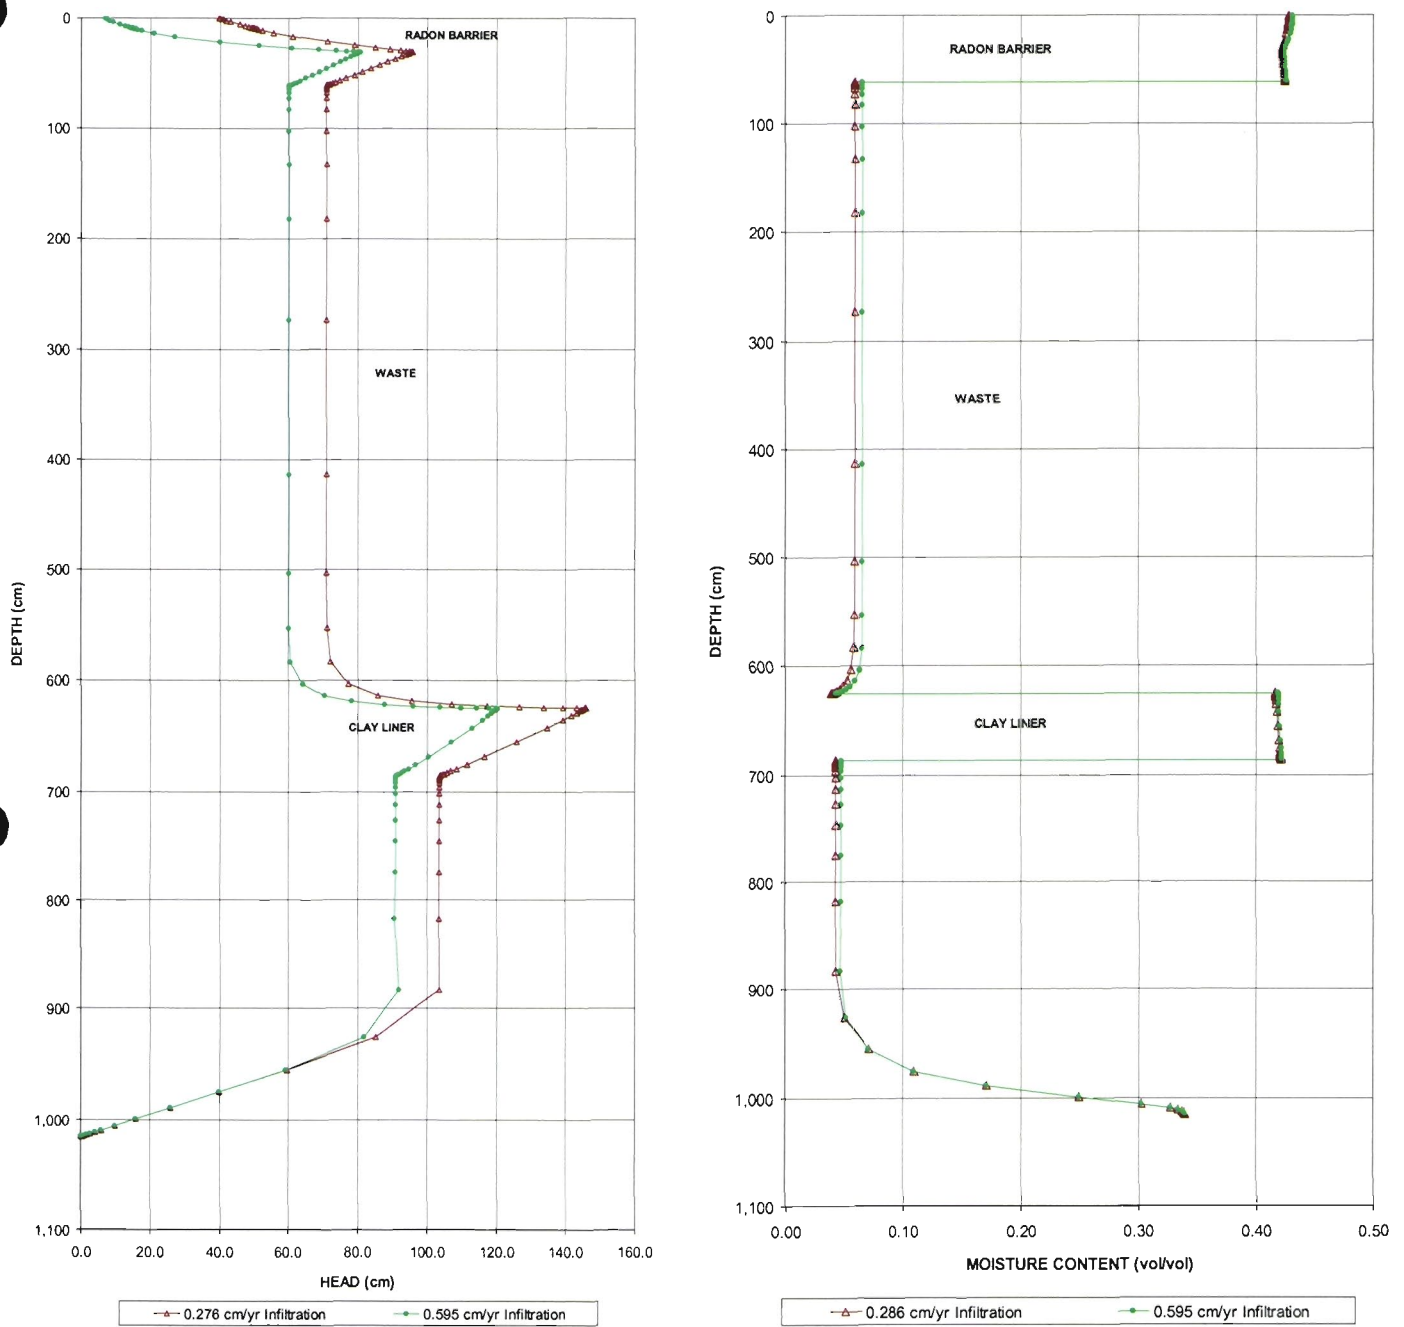 0
100
200
300
400
500
600
700
800
900
1,000
1,100
DEPTH (cm)
RADON BARRIER
WASTE
CLAY LINER
0.0 20.0 40.0 60.0 80.0 100.0 120.0 140.0 160.0
HEAD (cm)
0.276 cm/yr Infiltration 0.595 cm/yr Infiltration
0
100
200
300
400
500
600
700
800
900
1,000
1,100
DEPTH (cm)
RADON BARRIER
WASTE
CLAY LINER
0.00 0.10 0.20 0.30 0.40 0.50
MOISTURE CONTENT (vol/vol)
0.286 cm/yr Infiltration 0.595 cm/yr Infiltration